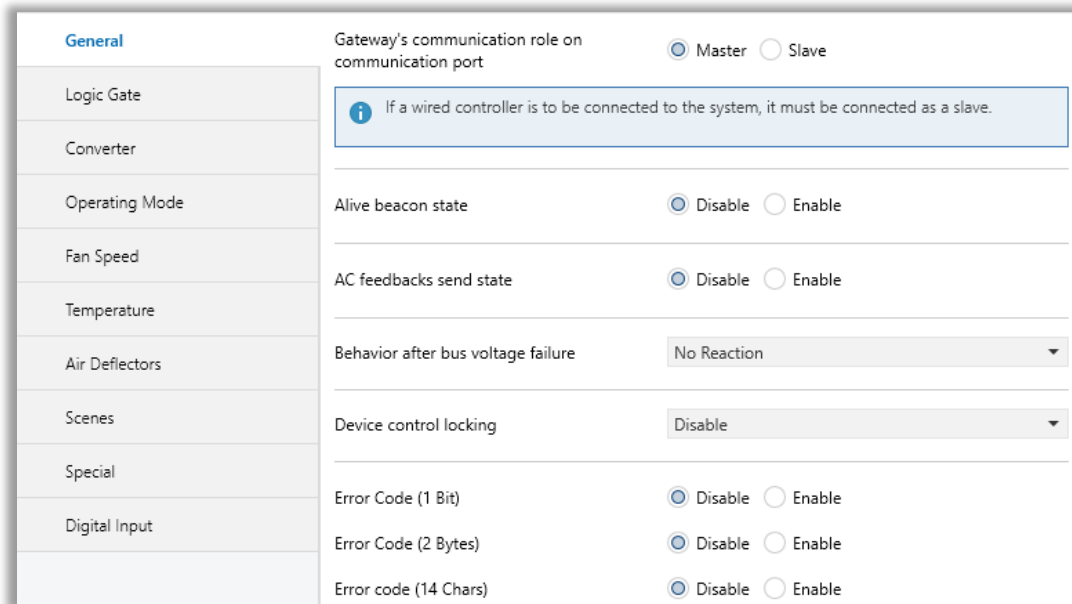 General
Logic Gate
Converter
Operating Mode
Fan Speed
Temperature
Air Deflectors
Scenes
Special
Digital Input
Gateway's communication role on
communication port
Master Slave
If a wired controller is to be connected to the system, it must be connected as a slave.
Alive beacon state Disable Enable
AC feedbacks send state Disable Enable
Behavior after bus voltage failure No Reaction
Device control locking Disable
Error Code (1 Bit) Disable Enable
Error Code (2 Bytes) Disable Enable
Error code (14 Chars) Disable Enable